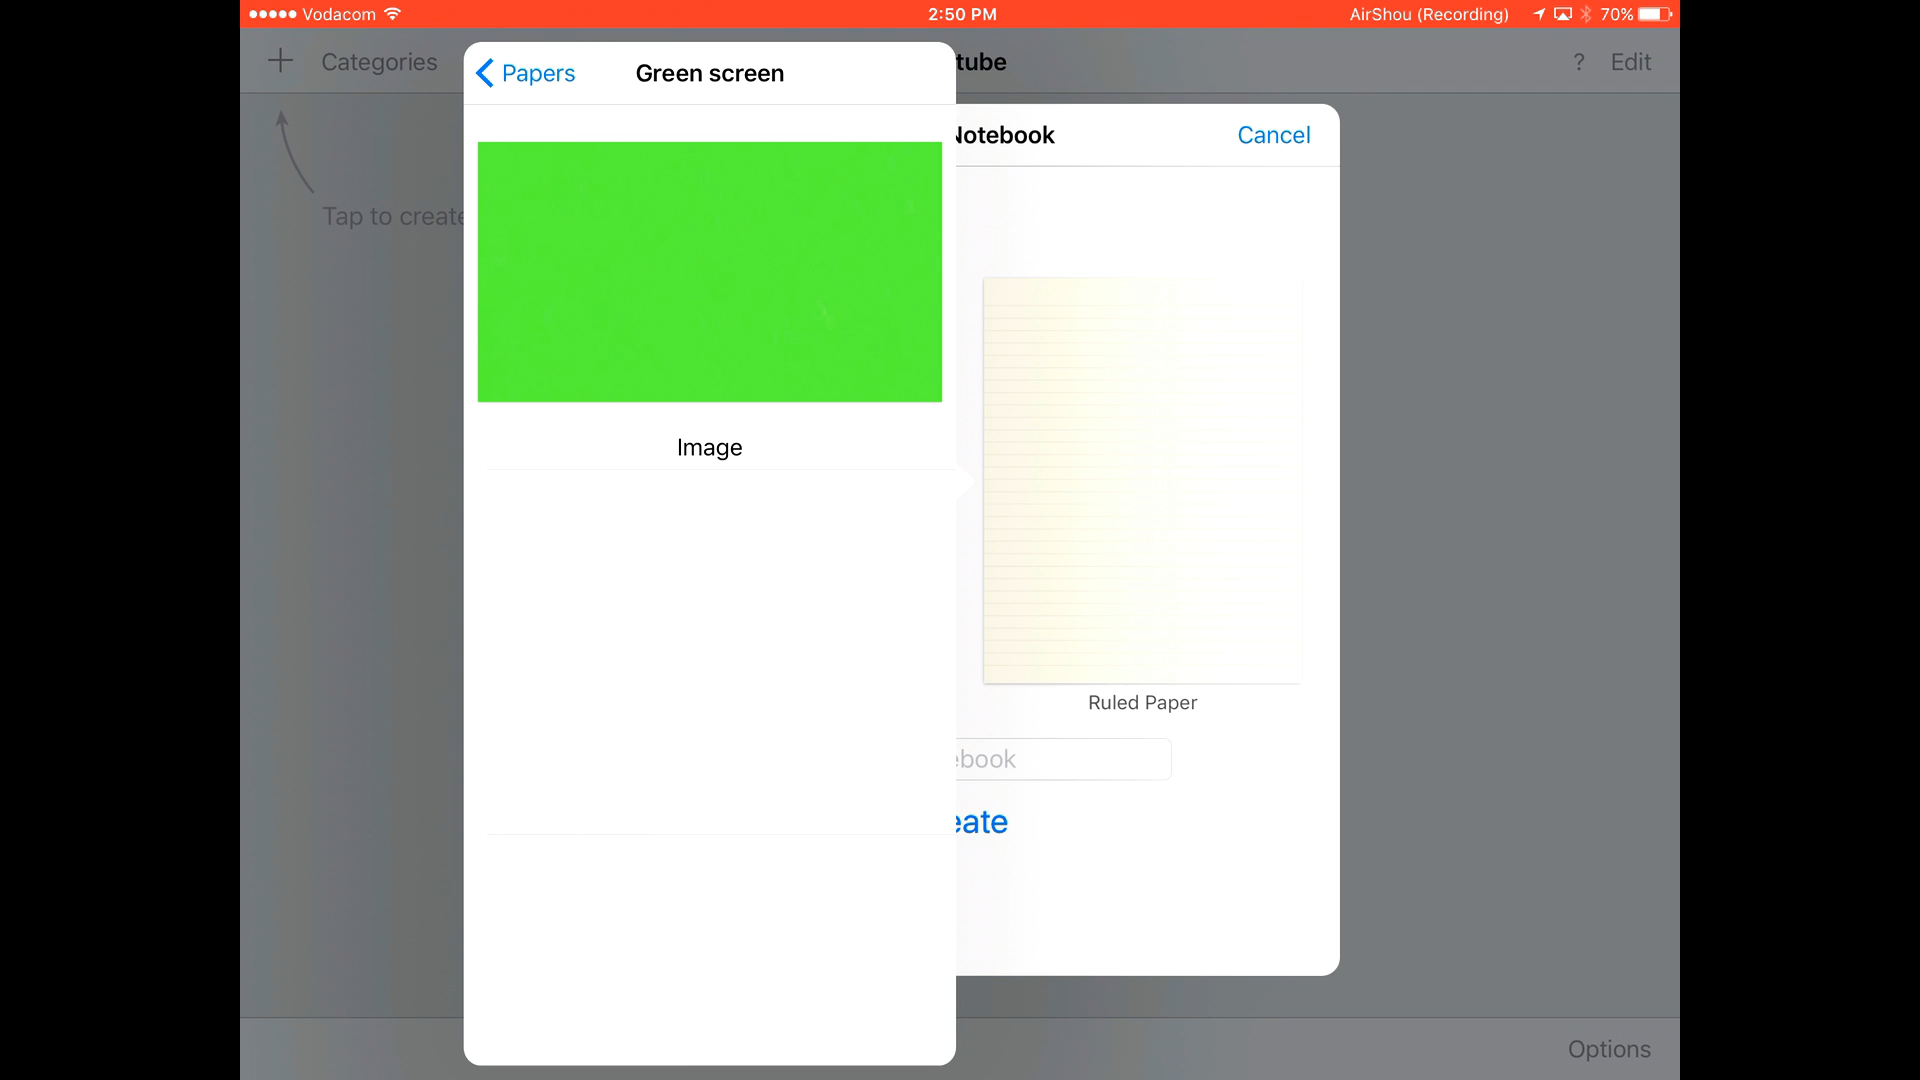 Vodacom 2:50 PM AirShou (Recording) 70%
Categories tube ? Edit
Papers Green screen
Notebook Cancel
Tap to create
Image
Ruled Paper
ebook
eate
Options